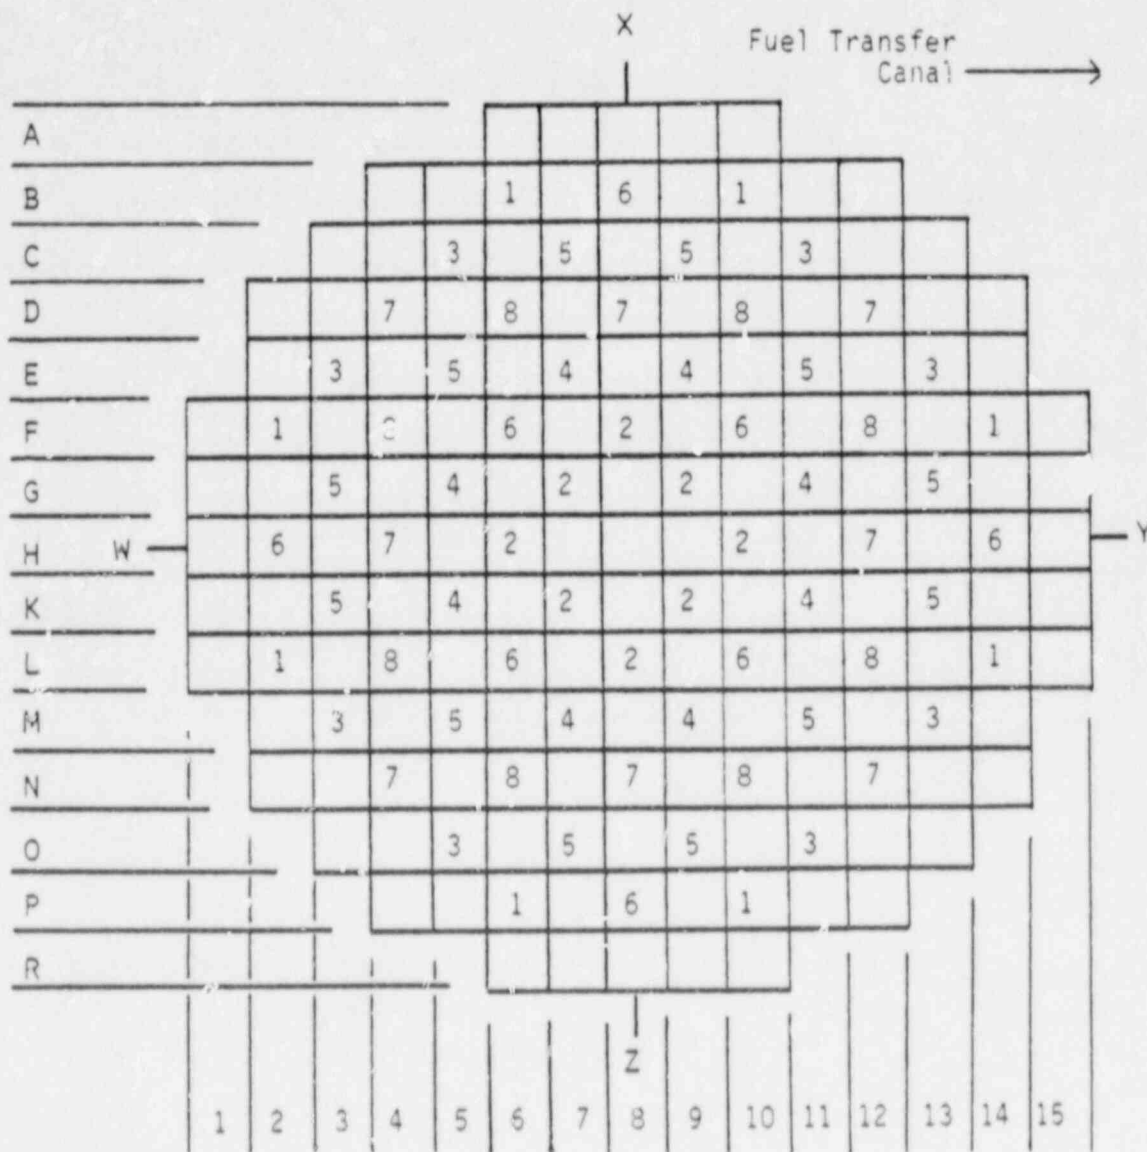 X
Fuel Transfer
Canal
A
B 1 6 1
C 3 5 5 3
D 7 8 7 8 7
E 3 5 4 4 5 3
F 1 6 2 6 8 1
G 5 4 2 2 4 5
H W 6 7 2 2 7 6 Y
K 5 4 2 2 4 5
L 1 8 6 2 6 8 1
M 3 5 4 4 5 3
N 7 8 7 8 7
O 3 5 5 3
P 1 6 1
R
Z
1 2 3 4 5 6 7 8 9 10 11 12 13 14 15